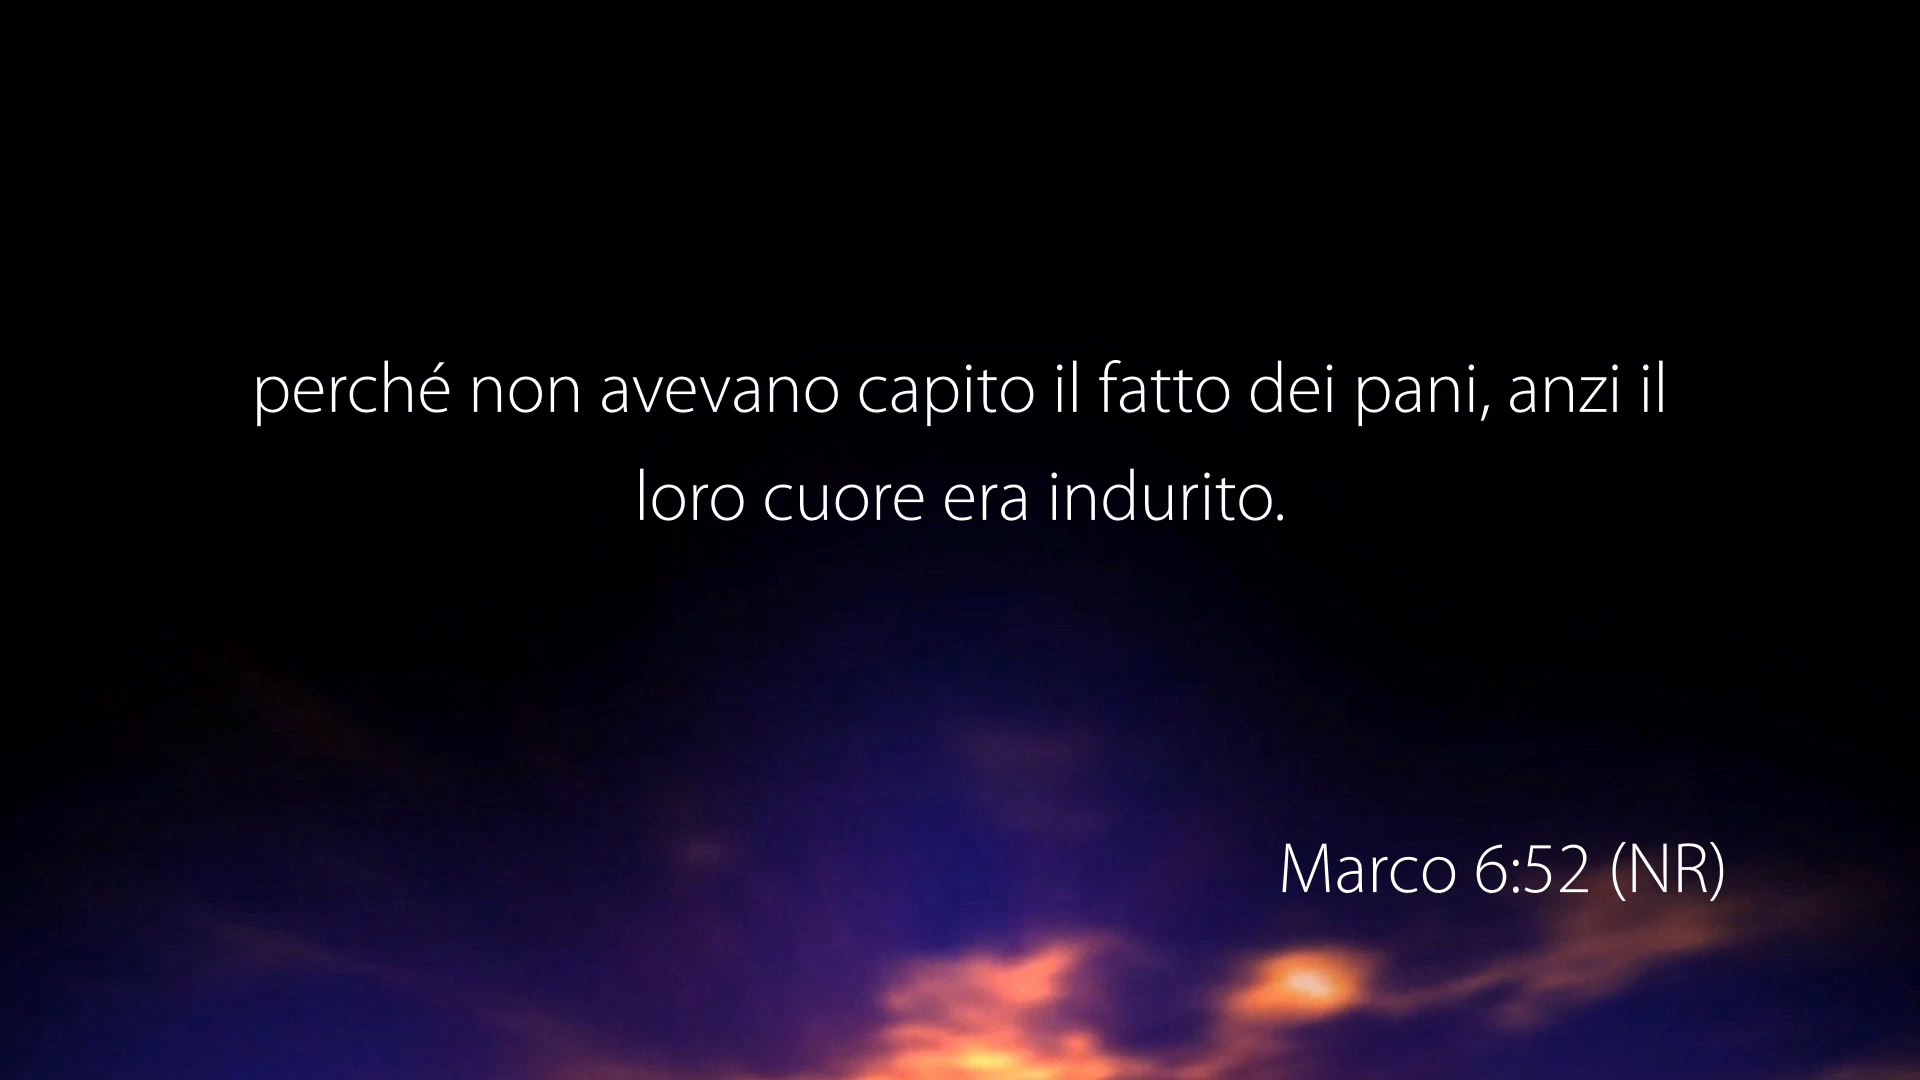 perché non avevano capito il fatto dei pani, anzi il
loro cuore era indurito.
Marco 6:52 (NR)